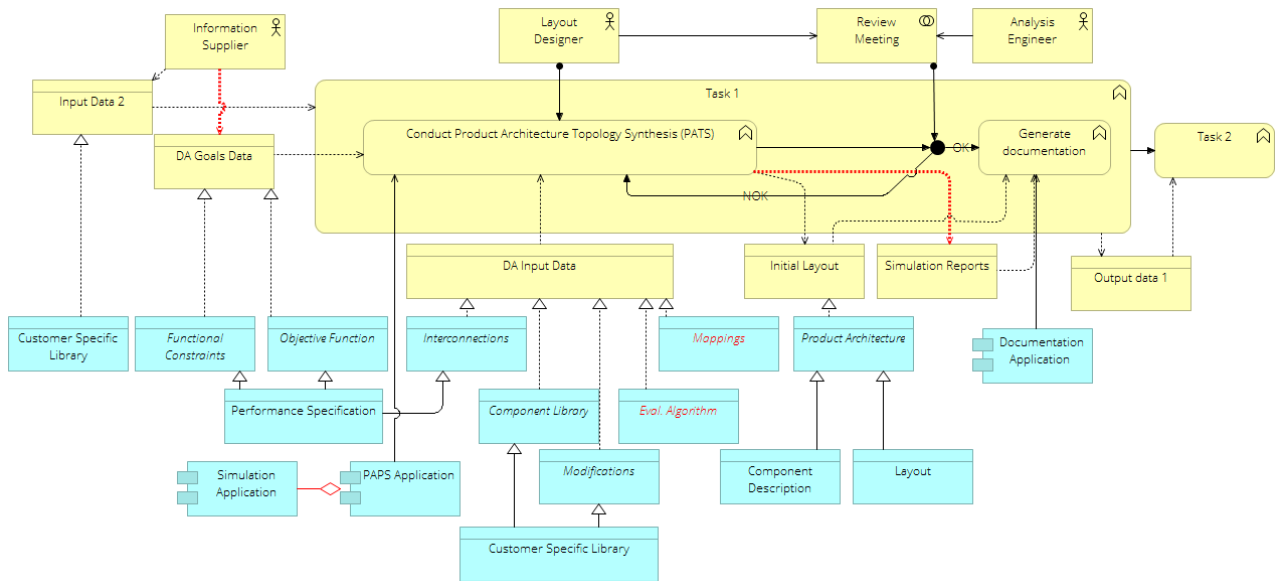 Information
Supplier
Layout
Designer
Review
Meeting
Analysis
Engineer
Input Data 2
Task 1
DA Goals Data
Conduct Product Architecture Topology Synthesis (PATS)
OK
Generate
documentation
Task 2
NOK
DA Input Data
Initial Layout
Simulation Reports
Output data 1
Customer Specific
Library
Functional
Constraints
Objective Function
Interconnections
Mappings
Product Architecture
Documentation
Application
Performance Specification
Component Library
Eval. Algorithm
Simulation
Application
PAPS Application
Modifications
Component
Description
Layout
Customer Specific Library